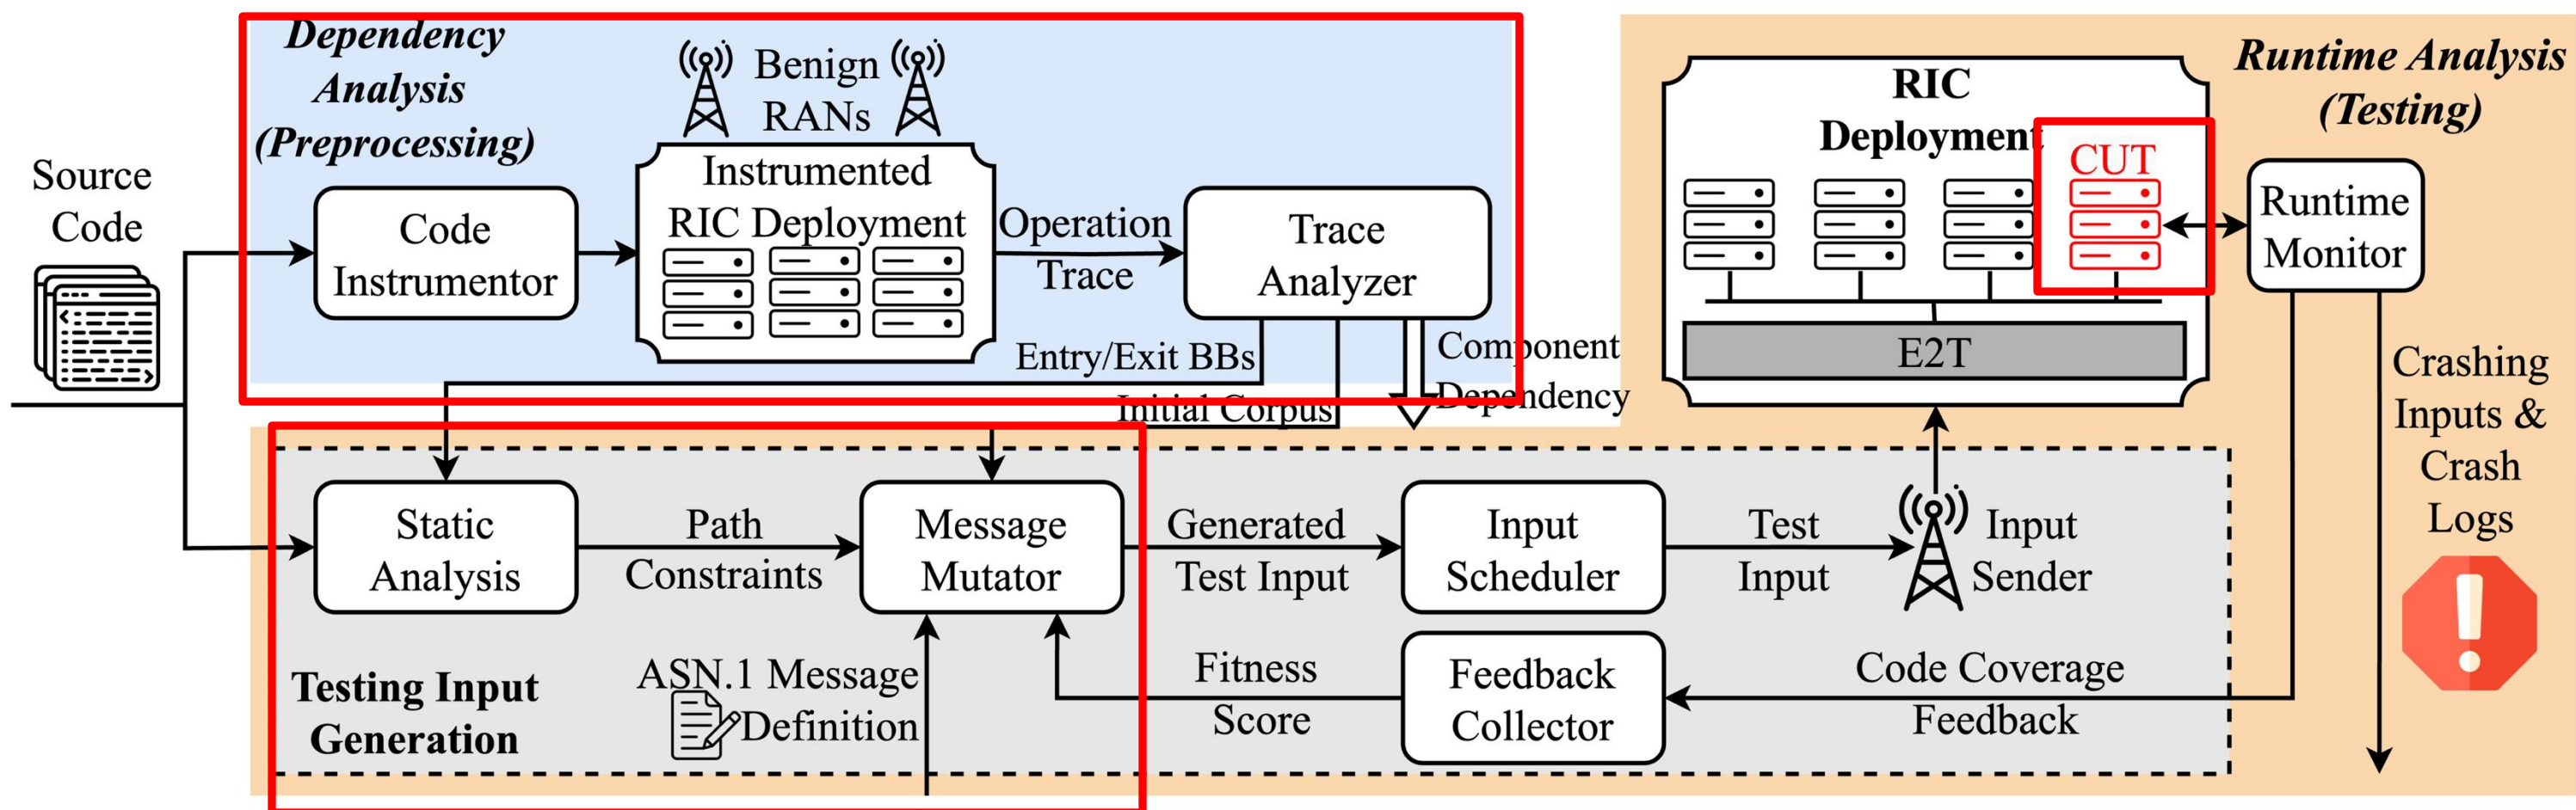 Dependency
Analysis
(Preprocessing)
Benign
RANs
Source
Code
Code
Instrumentor
Instrumented
RIC Deployment
Operation
Trace
Trace
Analyzer
Entry/Exit BBs
Initial Corpus
Component
Dependency
RIC
Deployment
CUT
E2T
Runtime Analysis
(Testing)
Runtime
Monitor
Crashing
Inputs &
Crash
Logs
Static
Analysis
Path
Constraints
Message
Mutator
Generated
Test Input
Input
Scheduler
Test
Input
Input
Sender
Testing Input
Generation
ASN.1 Message
Definition
Fitness
Score
Feedback
Collector
Code Coverage
Feedback